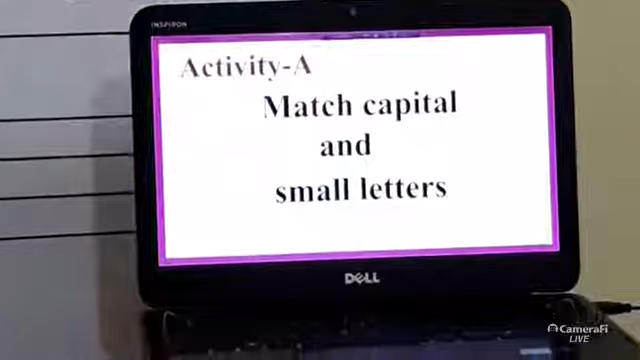 INSPIRON
Activity-A
Match capital
and
small letters
DELL
CameraFi
LIVE